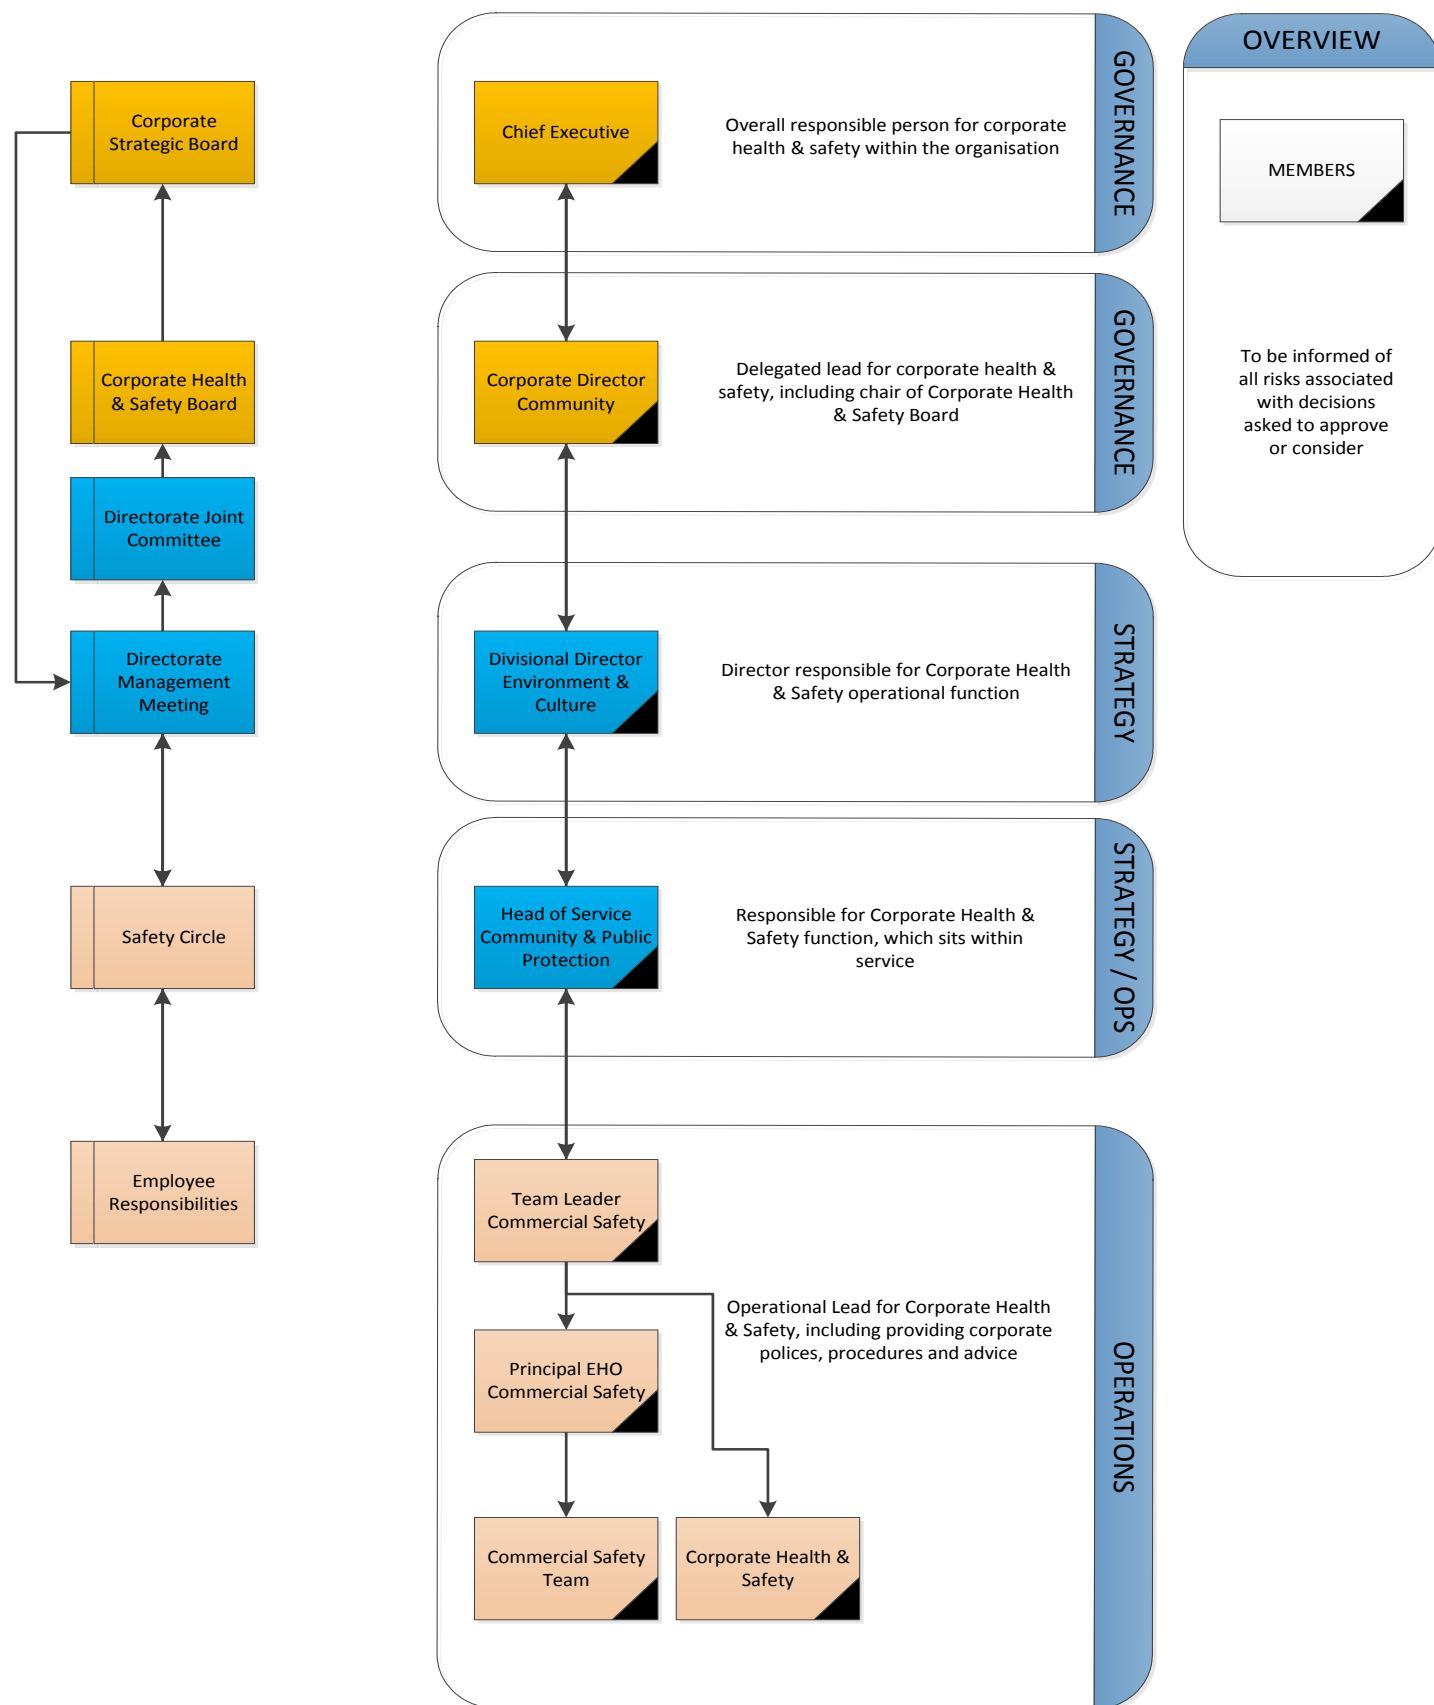 Corporate
Strategic Board
Corporate Health
& Safety Board
Directorate Joint
Committee
Directorate
Management
Meeting
Safety Circle
Employee
Responsibilities
Chief Executive
Overall responsible person for corporate
health & safety within the organisation
GOVERNANCE
Corporate Director
Community
Delegated lead for corporate health &
safety, including chair of Corporate Health
& Safety Board
GOVERNANCE
Divisional Director
Environment &
Culture
Director responsible for Corporate Health
& Safety operational function
STRATEGY
Head of Service
Community & Public
Protection
Responsible for Corporate Health &
Safety function, which sits within
service
STRATEGY / OPS
Team Leader
Commercial Safety
Operational Lead for Corporate Health
& Safety, including providing corporate
polices, procedures and advice
Principal EHO
Commercial Safety
Commercial Safety
Team
Corporate Health &
Safety
OPERATIONS
OVERVIEW
MEMBERS
To be informed of
all risks associated
with decisions
asked to approve
or consider